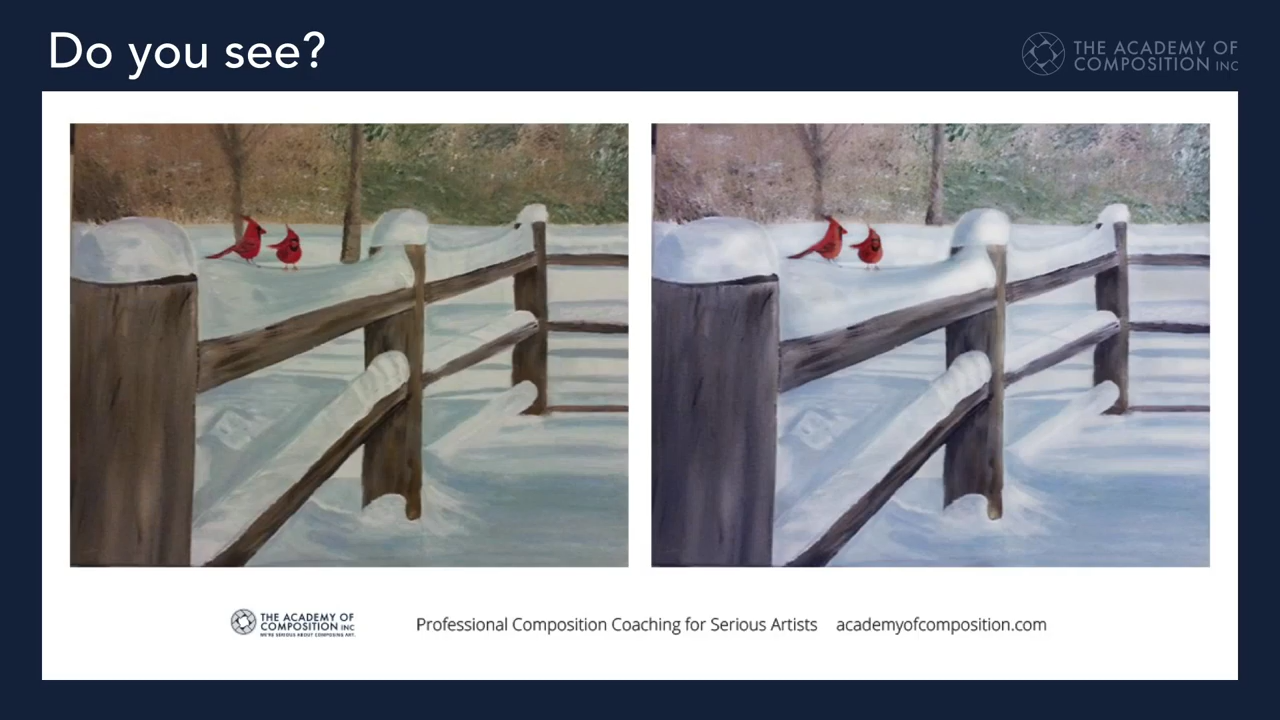 Do you see?
THE ACADEMY OF
COMPOSITION INC
THE ACADEMY OF
COMPOSITION INC
WE'RE SERIOUS ABOUT COMPOSING ART.
Professional Composition Coaching for Serious Artists academyofcomposition.com